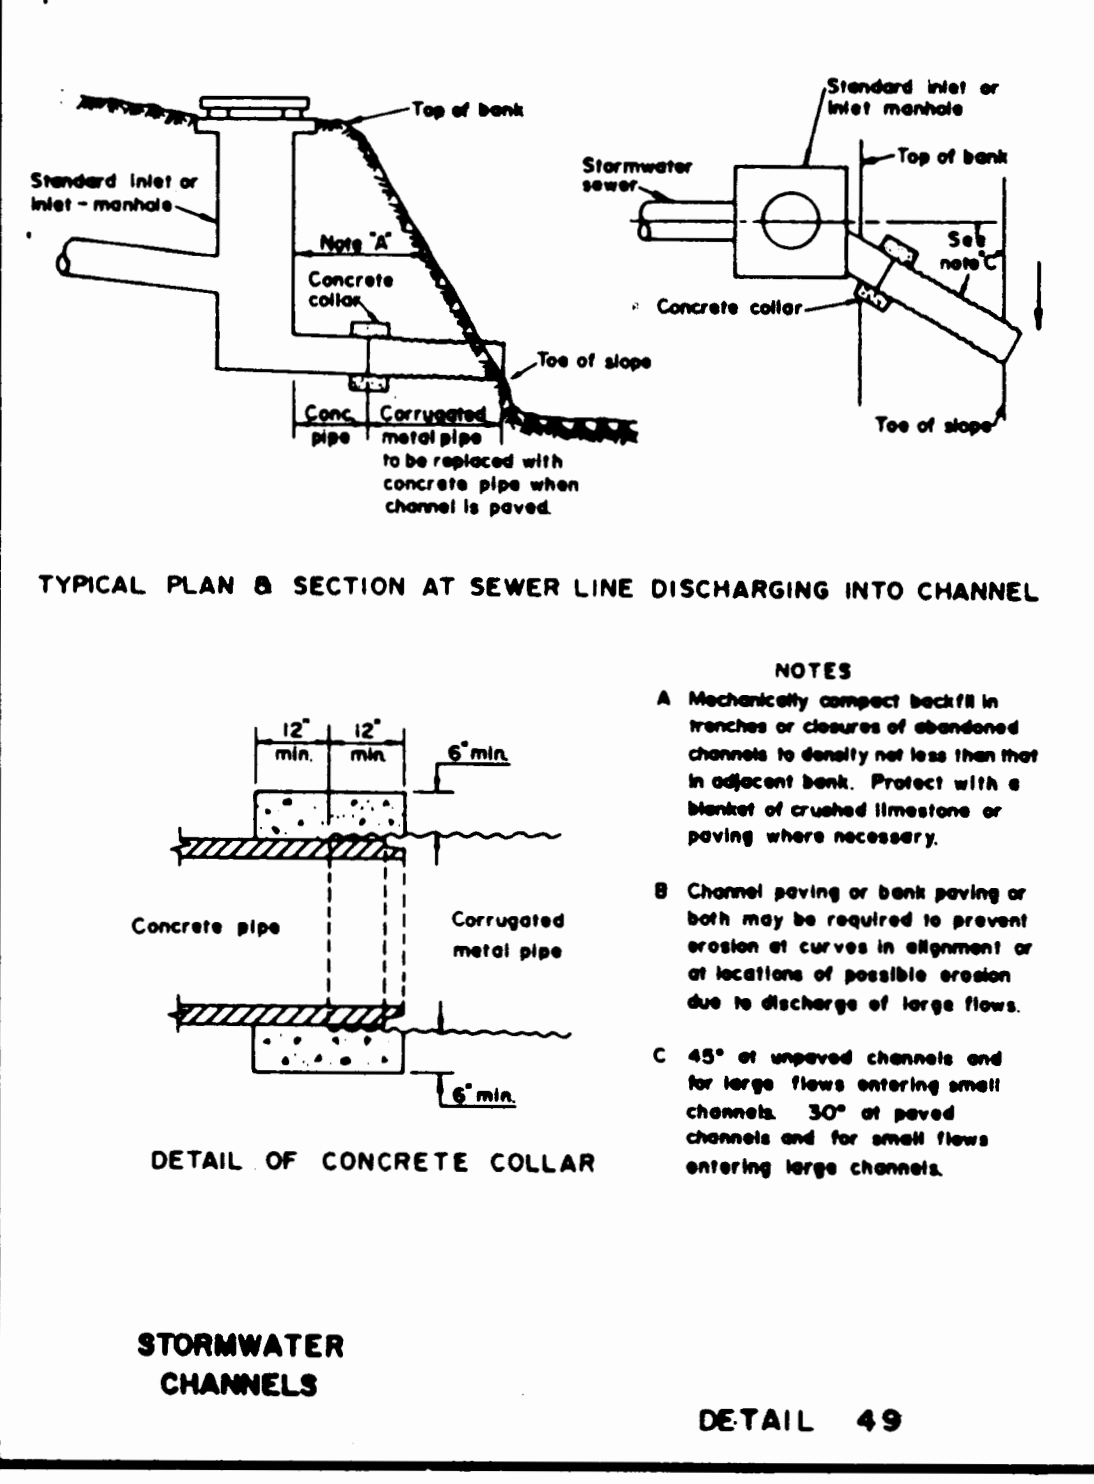 Top of bank
Standard inlet or
inlet - manhole
Note "A"
Concrete
collar
Toe of slope
Conc.
pipe
Corrugated
metal pipe
to be replaced with
concrete pipe when
channel is paved.
Standard inlet or
inlet manhole
Stormwater
sewer
Top of bank
See
note "C"
Concrete collar
Toe of slope
TYPICAL PLAN & SECTION AT SEWER LINE DISCHARGING INTO CHANNEL
12"
min.
12"
min.
6" min.
Concrete pipe
Corrugated
metal pipe
6" min.
DETAIL OF CONCRETE COLLAR
NOTES
A Mechanically compact backfill in
trenches or closures of abandoned
channels to density not less than that
in adjacent bank. Protect with a
blanket of crushed limestone or
paving where necessary.
B Channel paving or bank paving or
both may be required to prevent
erosion at curves in alignment or
at locations of possible erosion
due to discharge of large flows.
C 45° at unpaved channels and
for large flows entering small
channels. 30° at paved
channels and for small flows
entering large channels.
STORMWATER
CHANNELS
DETAIL 49